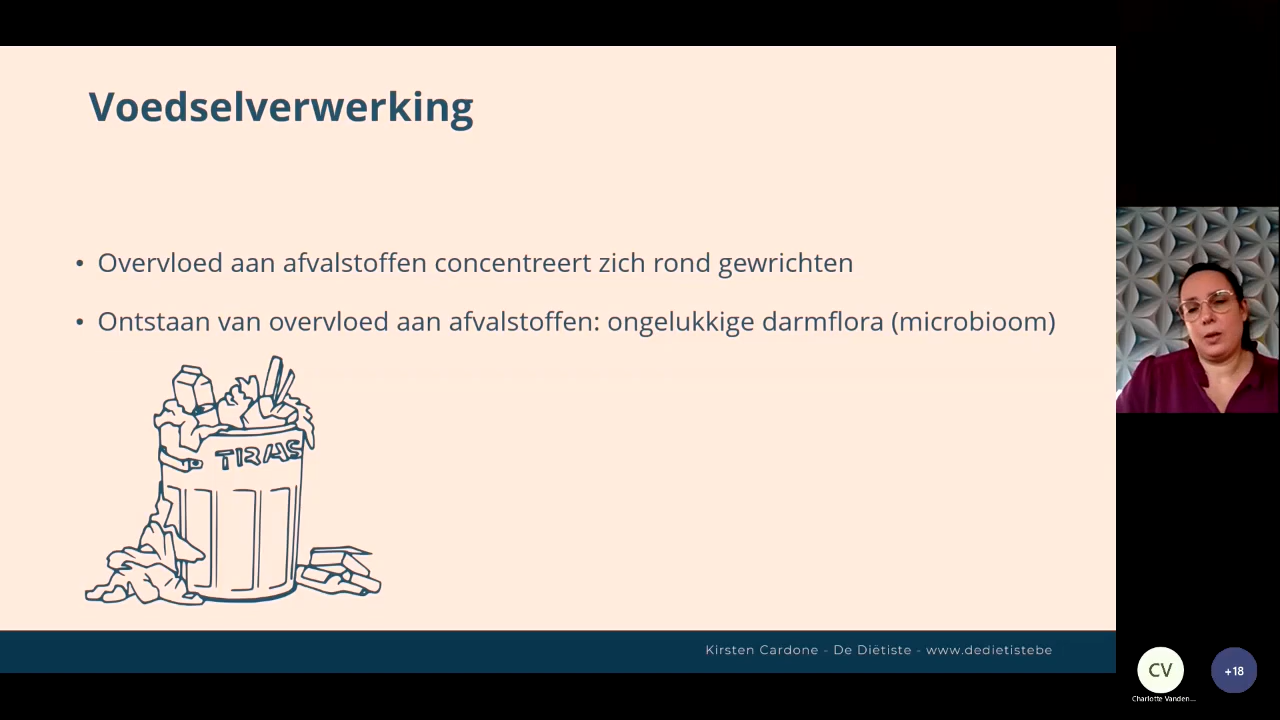 Voedselverwerking
• Overvloed aan afvalstoffen concentreert zich rond gewrichten
• Ontstaan van overvloed aan afvalstoffen: ongelukkige darmflora (microbioom)
TRAS
Kirsten Cardone - De Diëtiste - www.dedietistebe
CV
+18
Charlotte Vanden...